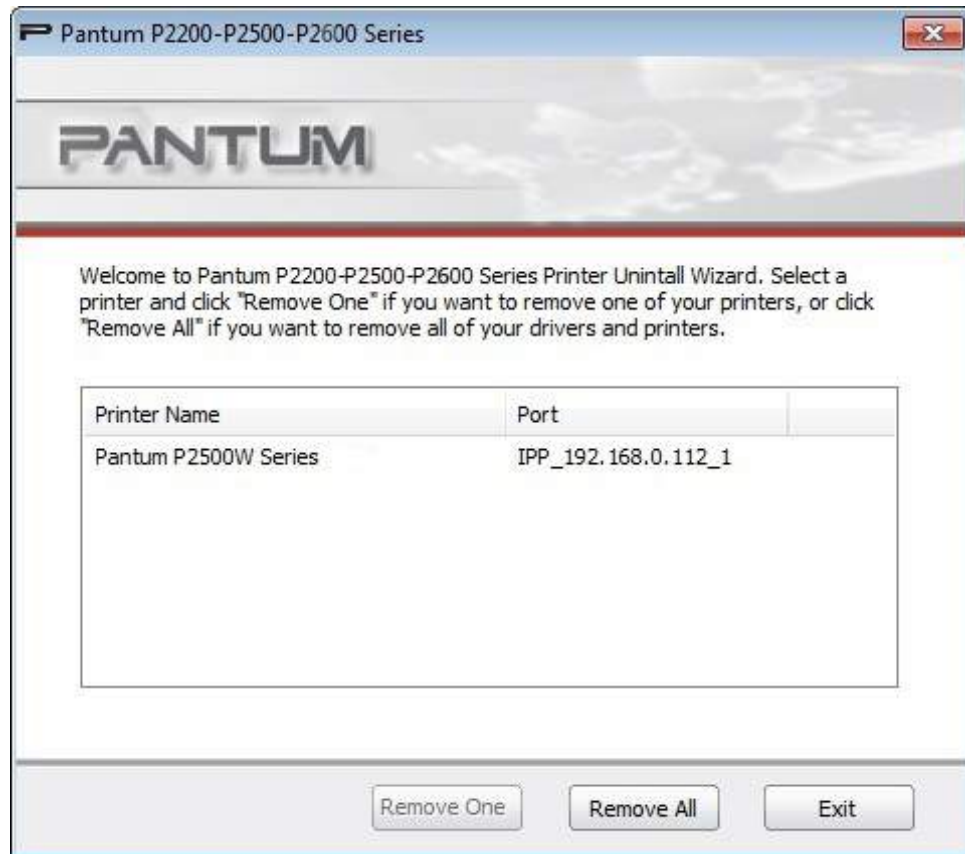 Pantum P2200-P2500-P2600 Series
PANTUM
Welcome to Pantum P2200-P2500-P2600 Series Printer Unintall Wizard. Select a
printer and click "Remove One" if you want to remove one of your printers, or click
"Remove All" if you want to remove all of your drivers and printers.
Printer Name Port
Pantum P2500W Series IPP_192.168.0.112_1
Remove One Remove All Exit